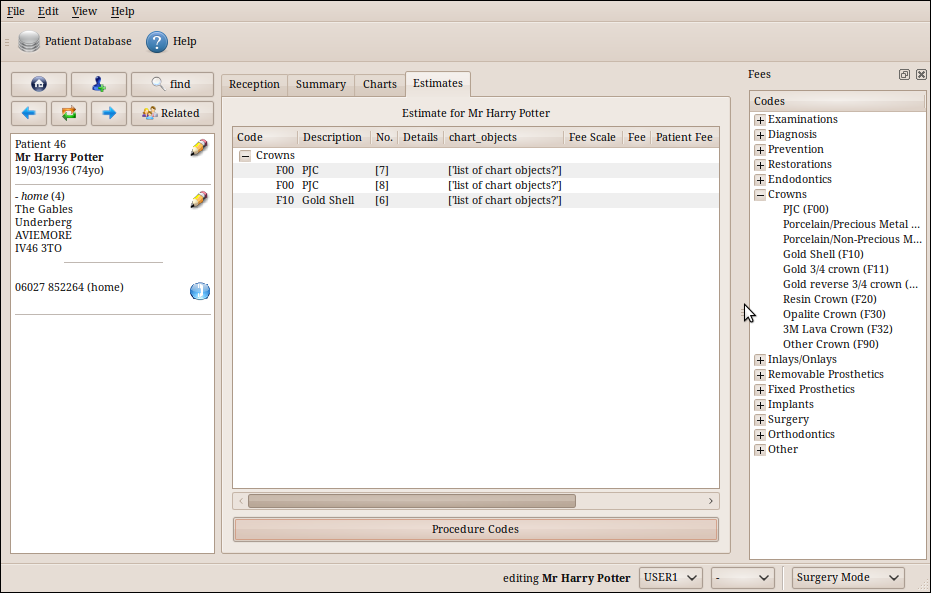 File Edit View Help
Patient Database Help
find
Related
Patient 46
Mr Harry Potter
19/03/1936 (74yo)
- home (4)
The Gables
Underberg
AVIEMORE
IV46 3TO
06027 852264 (home)
Reception Summary Charts Estimates
Estimate for Mr Harry Potter
Code Description No. Details chart_objects Fee Scale Fee Patient Fee
Crowns
F00 PJC [7] ['list of chart objects?']
F00 PJC [8] ['list of chart objects?']
F10 Gold Shell [6] ['list of chart objects?']
Procedure Codes
Fees
Codes
Examinations
Diagnosis
Prevention
Restorations
Endodontics
Crowns
PJC (F00)
Porcelain/Precious Metal ...
Porcelain/Non-Precious M...
Gold Shell (F10)
Gold 3/4 crown (F11)
Gold reverse 3/4 crown (...
Resin Crown (F20)
Opalite Crown (F30)
3M Lava Crown (F32)
Other Crown (F90)
Inlays/Onlays
Removable Prosthetics
Fixed Prosthetics
Implants
Surgery
Orthodontics
Other
editing Mr Harry Potter USER1 - Surgery Mode